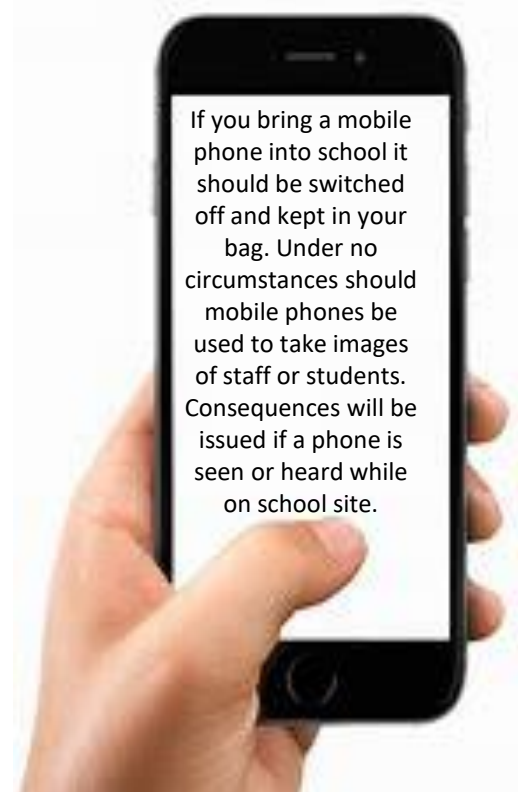 If you bring a mobile
phone into school it
should be switched
off and kept in your
bag. Under no
circumstances should
mobile phones be
used to take images
of staff or students.
Consequences will be
issued if a phone is
seen or heard while
on school site.